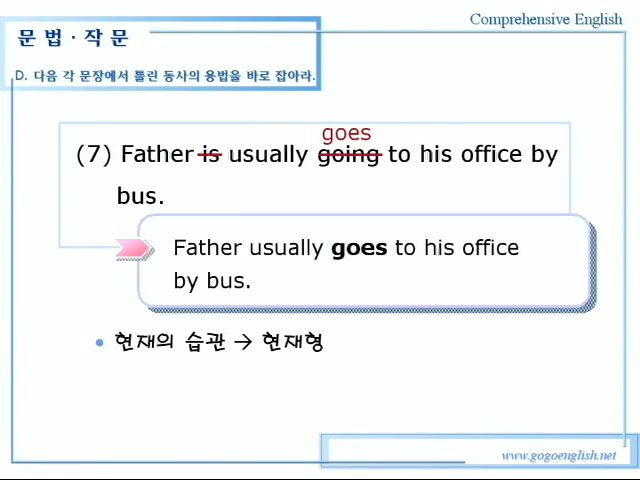 Comprehensive English
문 법 · 작 문
D. 다음 각 문장에서 틀린 동사의 용법을 바로 잡아라.
goes
(7) Father is usually going to his office by
bus.
Father usually goes to his office
by bus.
• 현재의 습관 → 현재형
www.gogoenglish.net